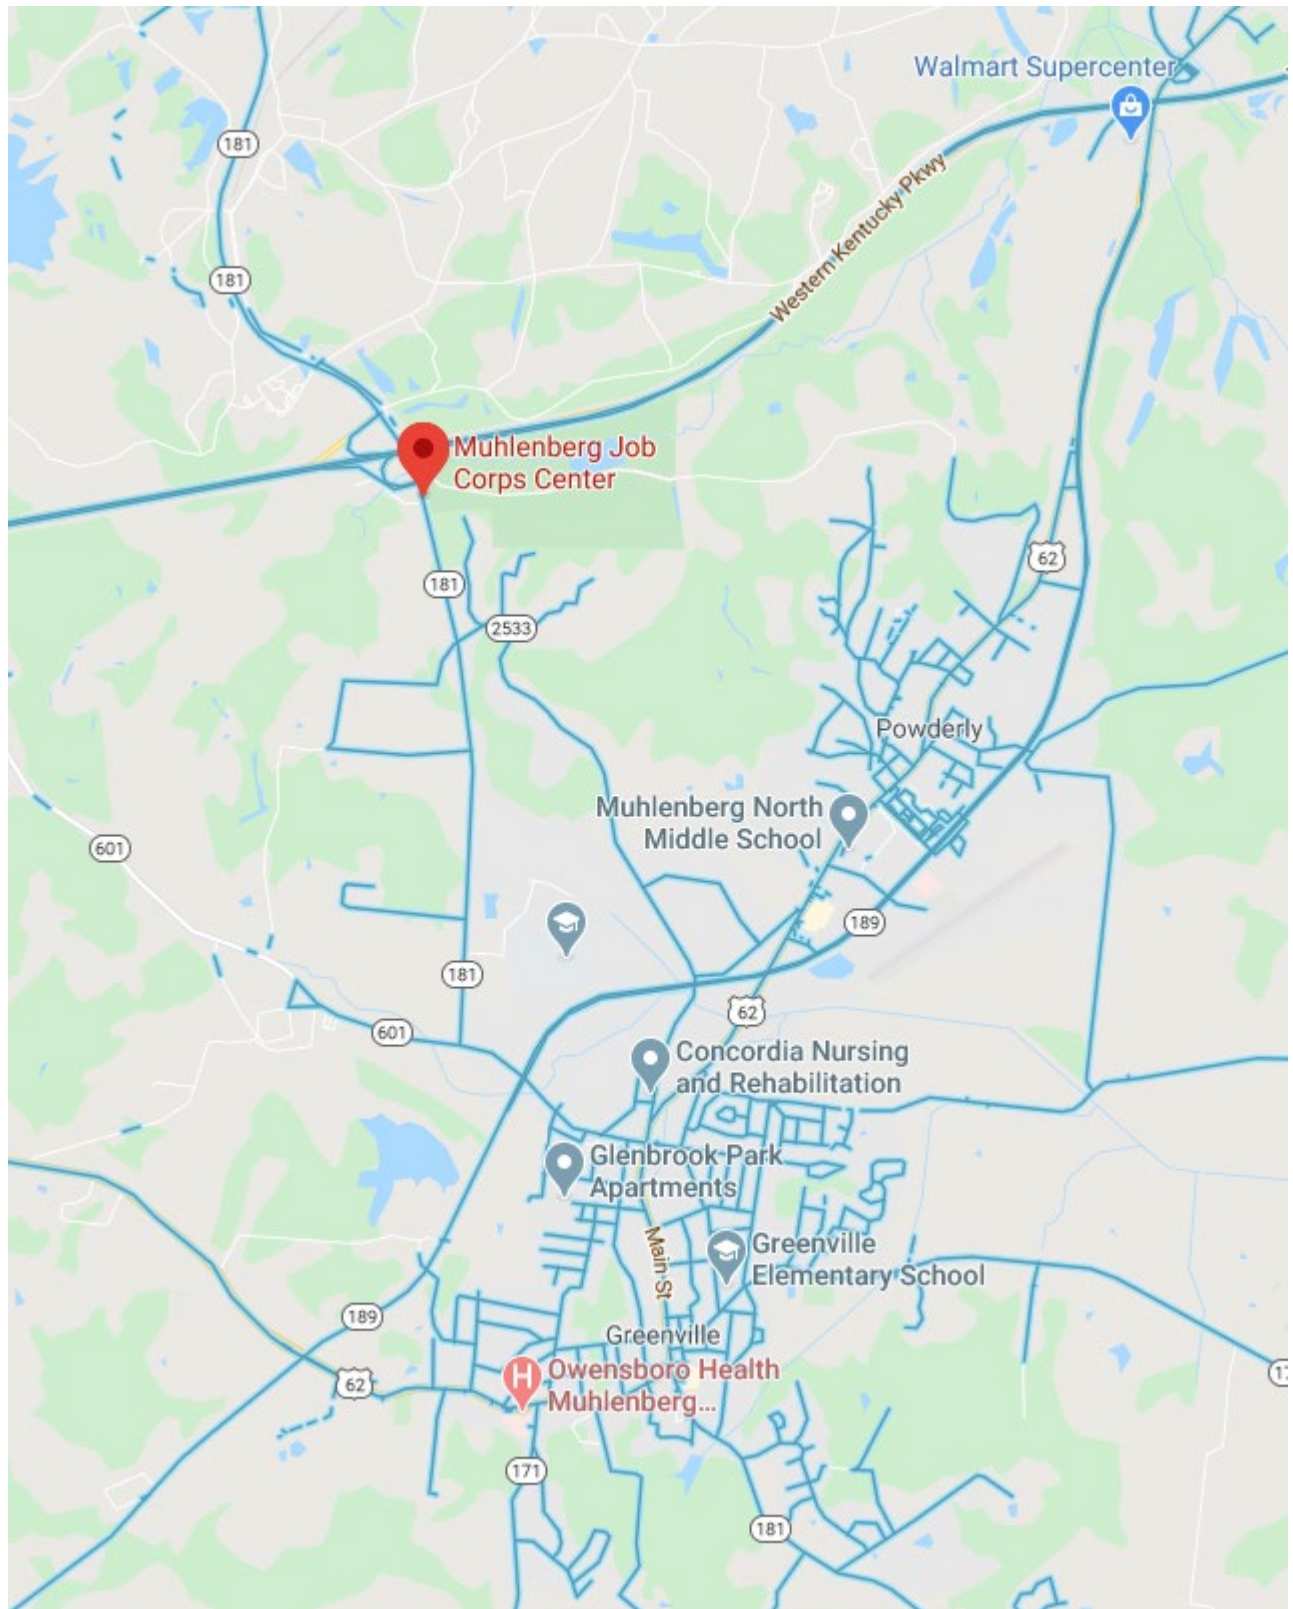 Walmart Supercenter
181
Western Kentucky Pkwy
181
Muhlenberg Job
Corps Center
62
181
2533
Powderly
Muhlenberg North
Middle School
601
189
181
62
601
Concordia Nursing
and Rehabilitation
Glenbrook Park
Apartments
Main St
Greenville
Elementary School
189
Greenville
62
Owensboro Health
Muhlenberg...
171
181